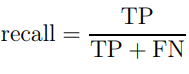 recall = TP / (TP + FN)